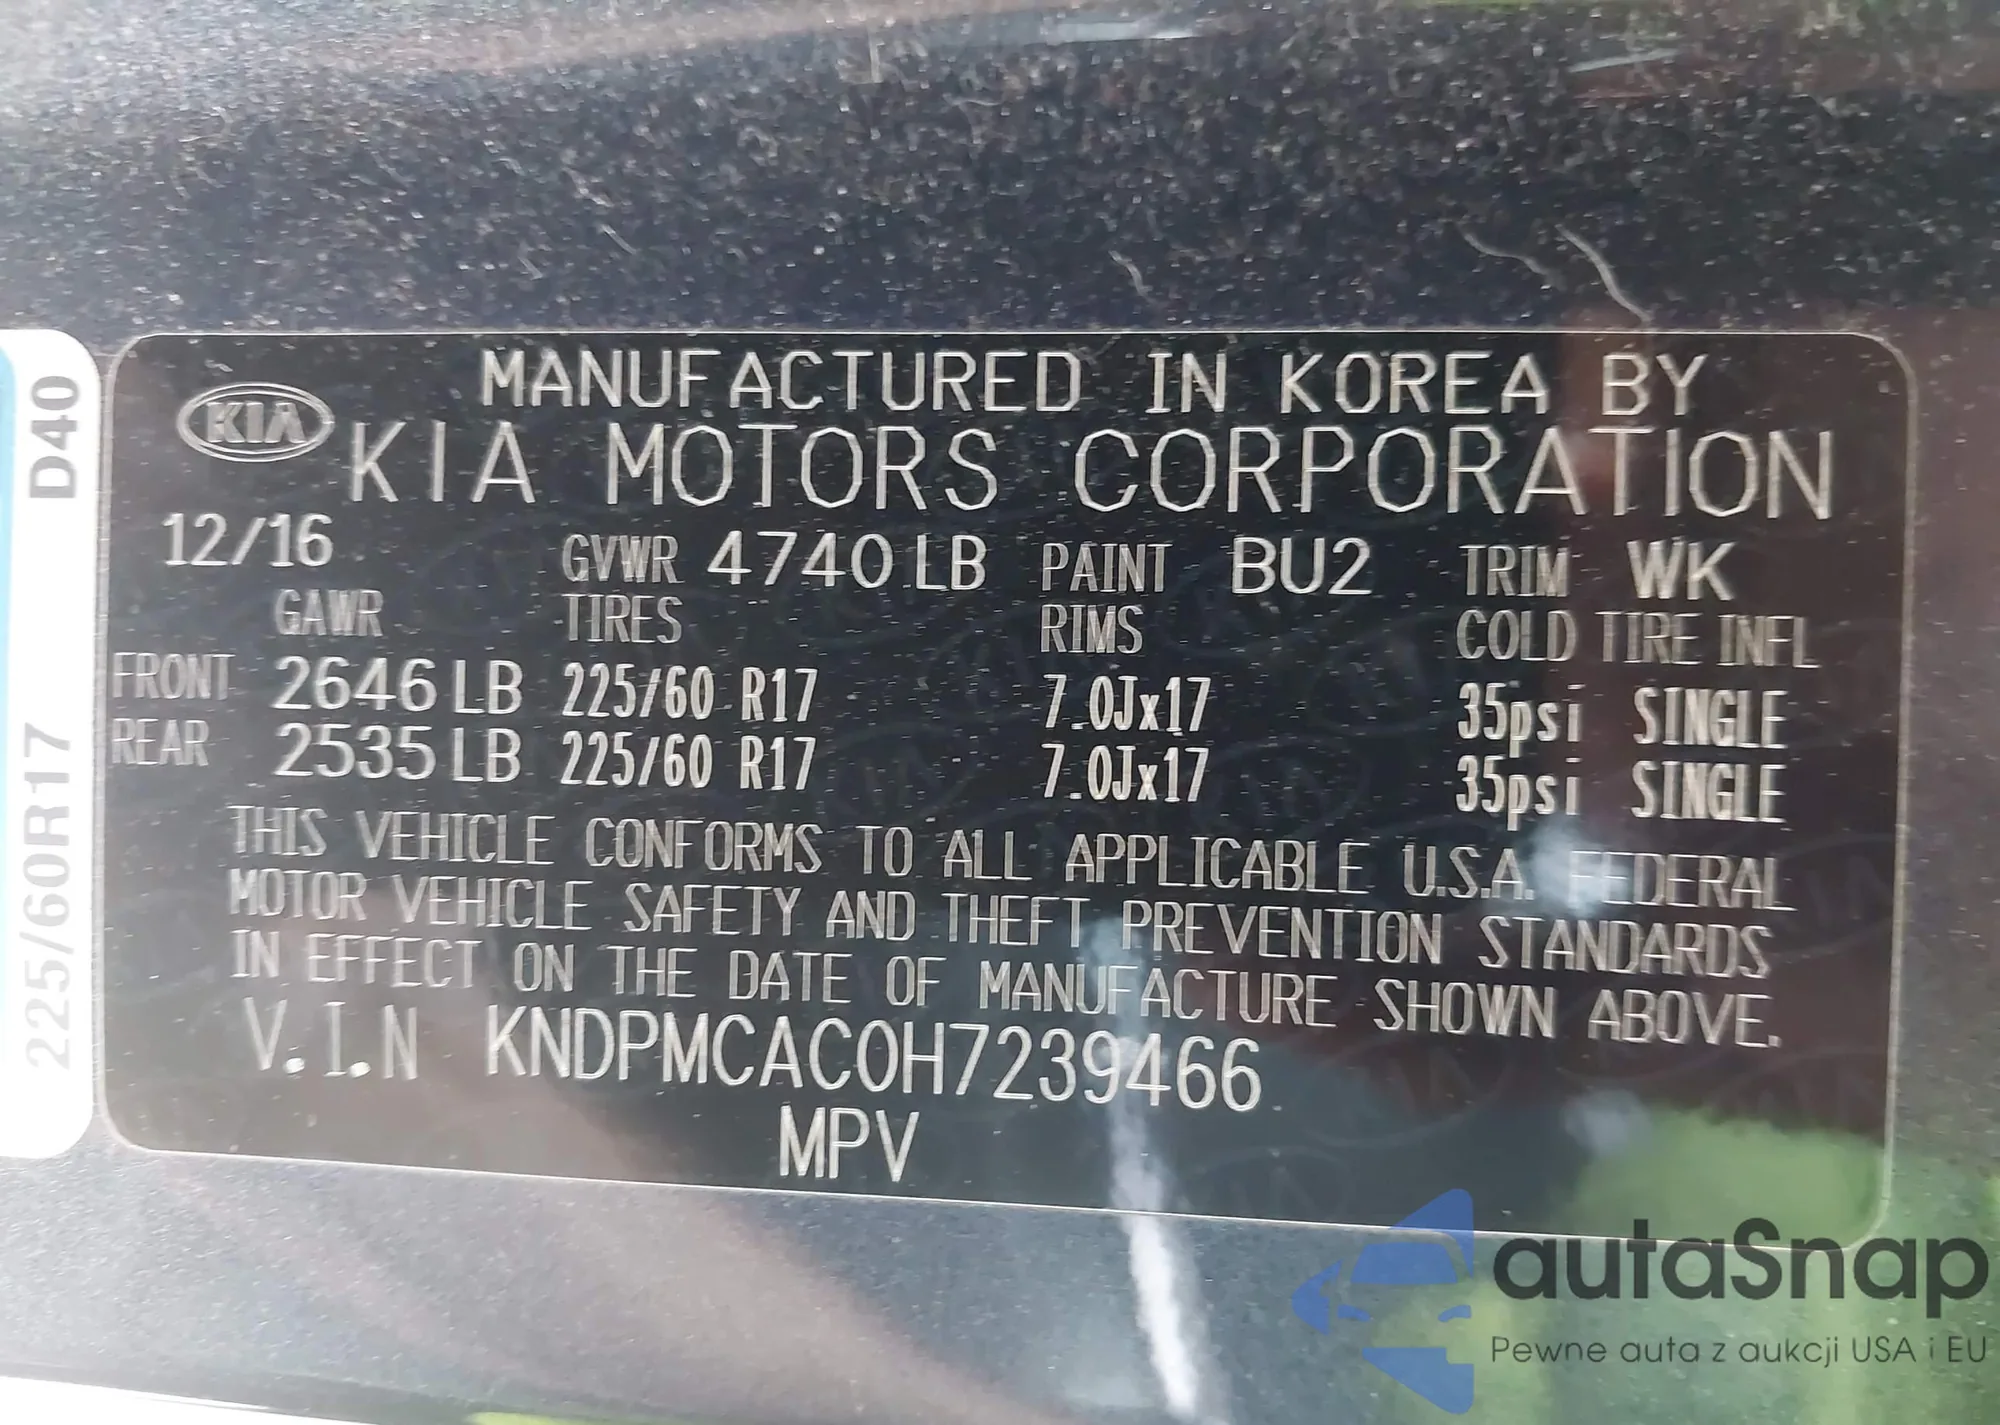 D40
225/60R17
KIA
MANUFACTURED IN KOREA BY
KIA MOTORS CORPORATION
12/16 GVWR 4740 LB PAINT BU2 TRIM WK
GAWR TIRES RIMS COLD TIRE INFL
FRONT 2646 LB 225/60 R17 7.0Jx17 35psi SINGLE
REAR 2535 LB 225/60 R17 7.0Jx17 35psi SINGLE
THIS VEHICLE CONFORMS TO ALL APPLICABLE U.S.A. FEDERAL
MOTOR VEHICLE SAFETY AND THEFT PREVENTION STANDARDS
IN EFFECT ON THE DATE OF MANUFACTURE SHOWN ABOVE.
V.I.N KNDPMCAC0H7239466
MPV
autaSnap
Pewne auta z aukcji USA i EU